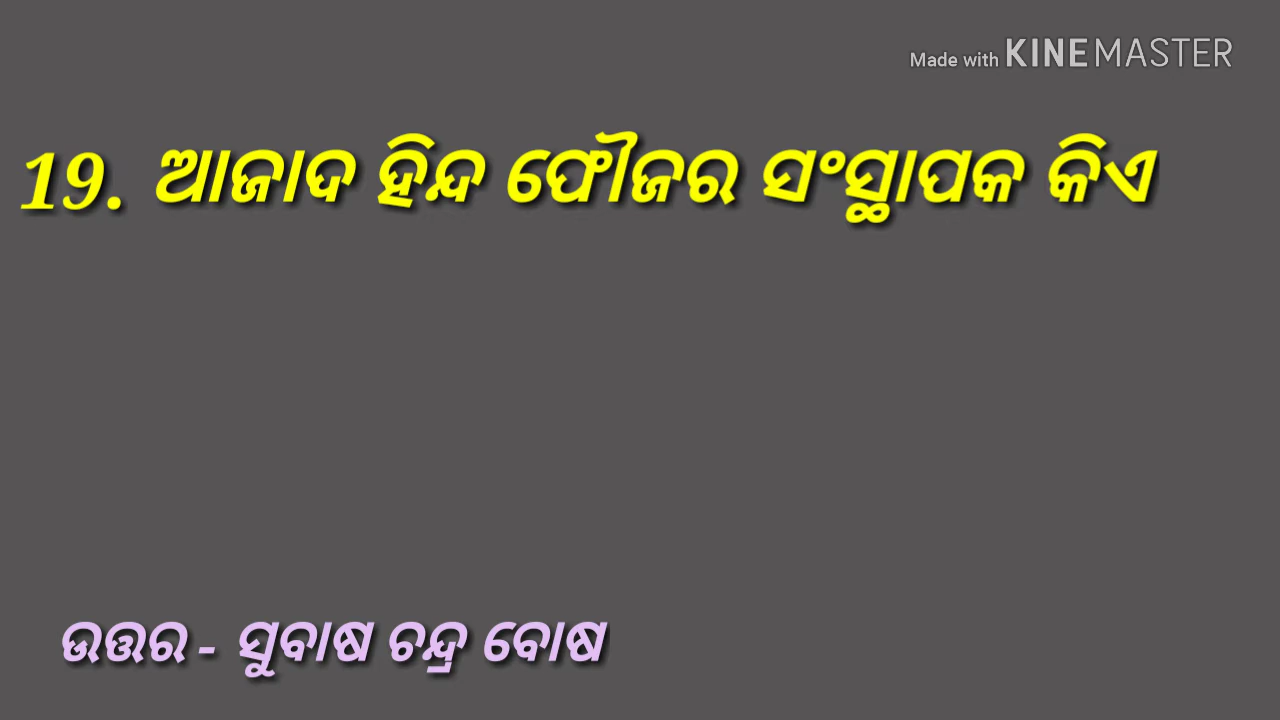 Made with KINEMASTER
19. ଆଜାଦ ହିନ୍ଦ ଫୌଜର ସଂସ୍ଥାପକ କିଏ
ଉତ୍ତର - ସୁବାଷ ଚନ୍ଦ୍ର ବୋଷ